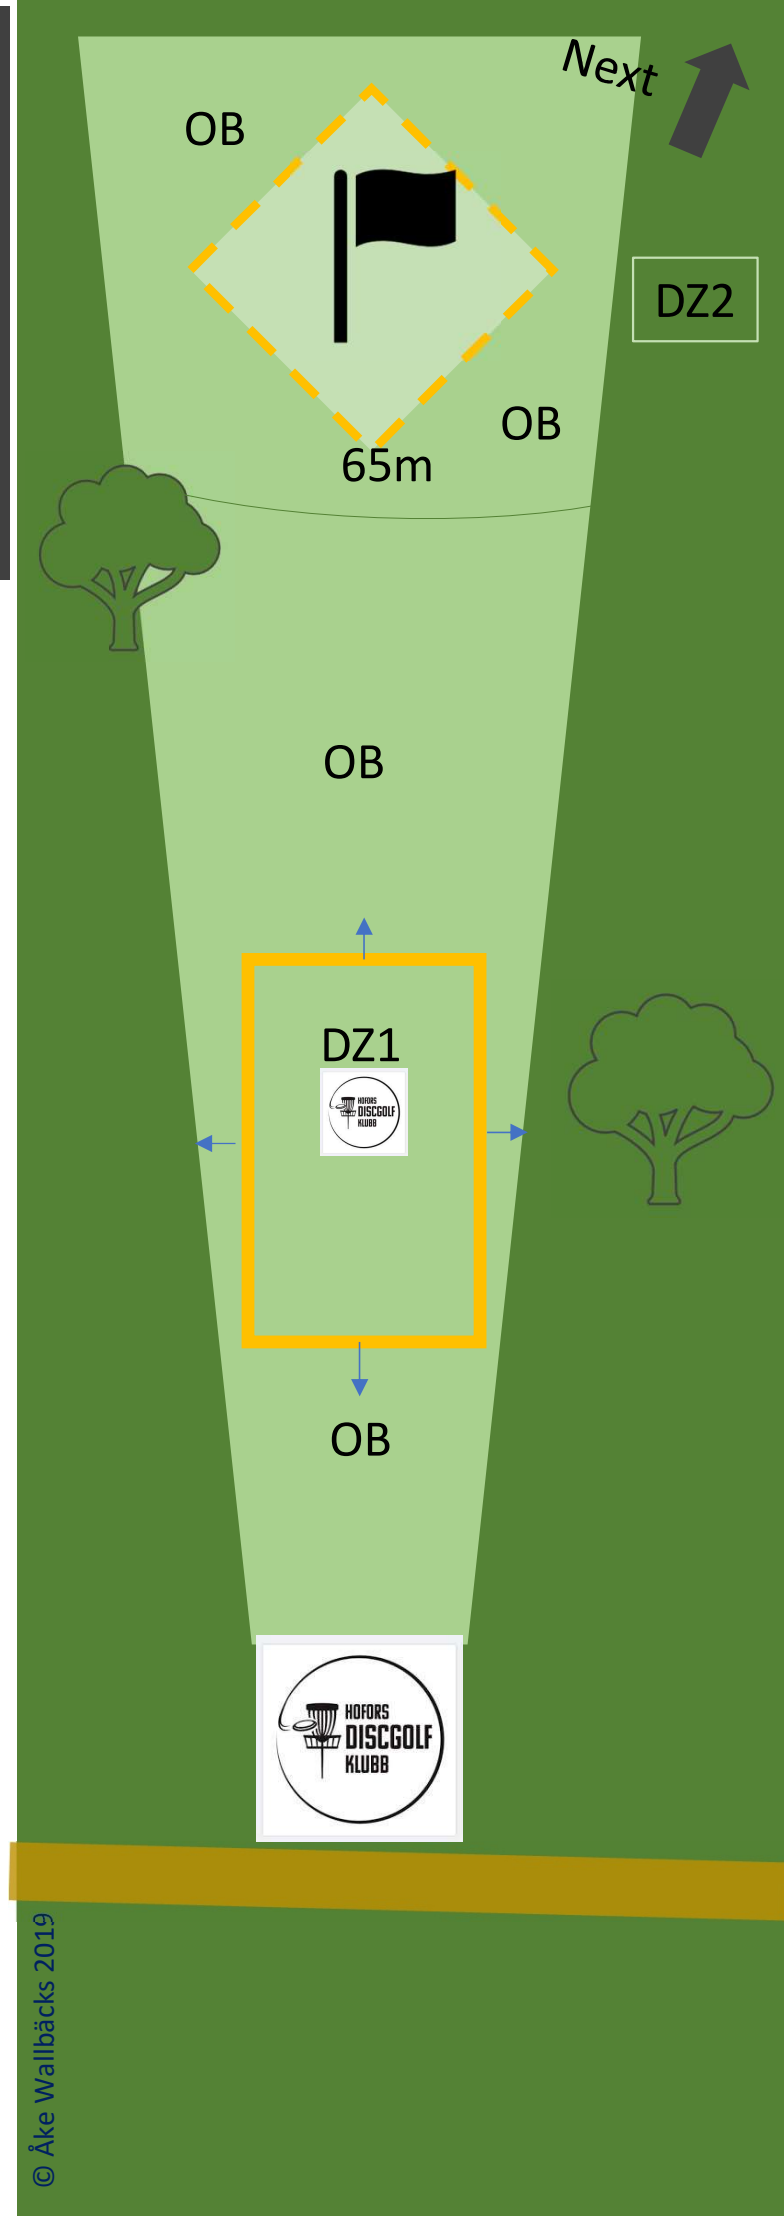 Next
OB
DZ2
OB
65m
OB
DZ1
HOFORS
DISCGOLF
KLUBB
OB
HOFORS
DISCGOLF
KLUBB
© Åke Wallbäcks 2019